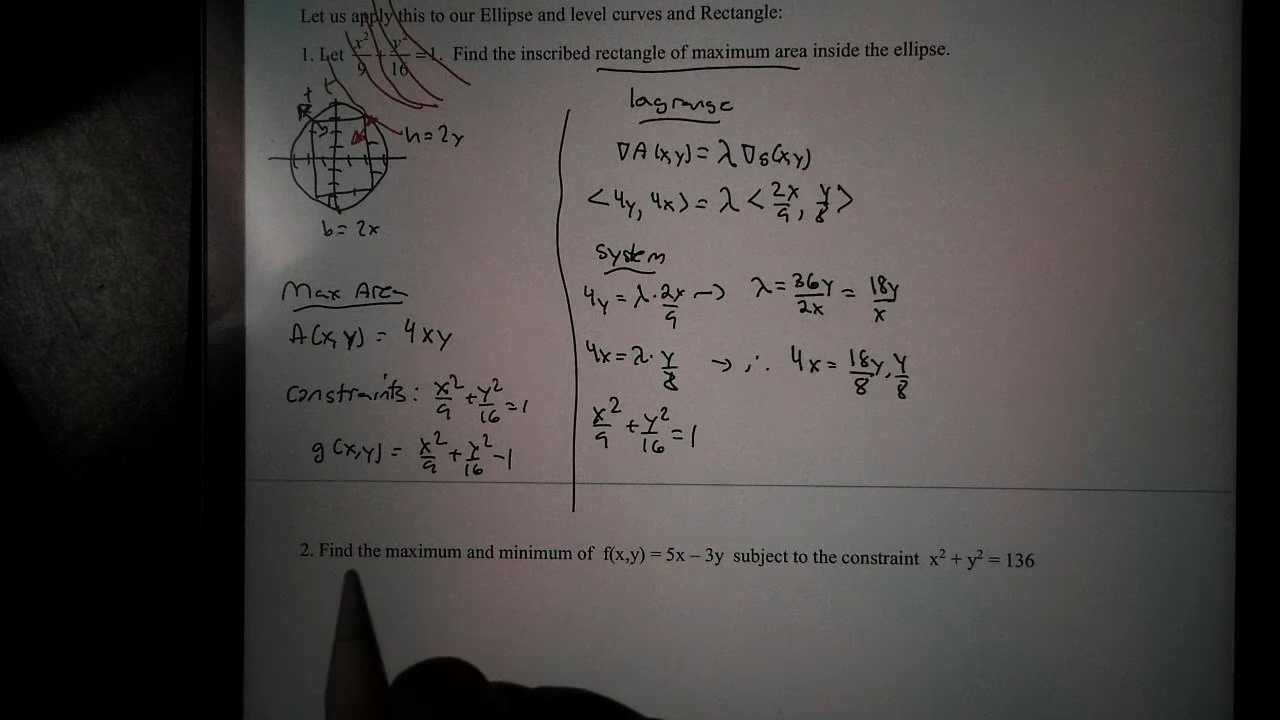 Let us apply this to our Ellipse and level curves and Rectangle:
1. Let x²/9 + y²/16 = 1. Find the inscribed rectangle of maximum area inside the ellipse.
h = 2y
b = 2x
Max Area
A(x,y) = 4xy
Constraints: x²/9 + y²/16 = 1
g(x,y) = x²/9 + y²/16 - 1
lagrange
∇A(x,y) = λ∇g(x,y)
<4y, 4x> = λ<2x/9, y/8>
System
4y = λ·2x/9 → λ = 36y/2x = 18y/x
4x = λ·y/8 → ∴ 4x = 18y/8 · y/8
x²/9 + y²/16 = 1
2. Find the maximum and minimum of f(x,y) = 5x – 3y subject to the constraint x² + y² = 136